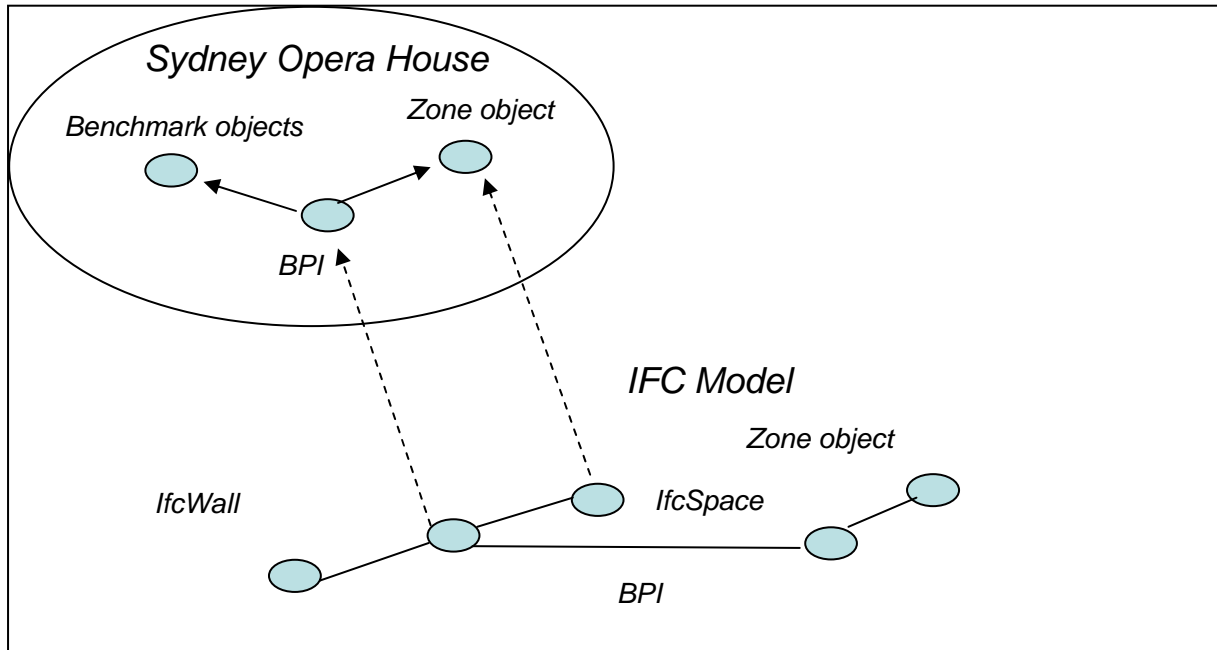 Sydney Opera House
Zone object
Benchmark objects
BPI
IFC Model
Zone object
IfcWall
IfcSpace
BPI